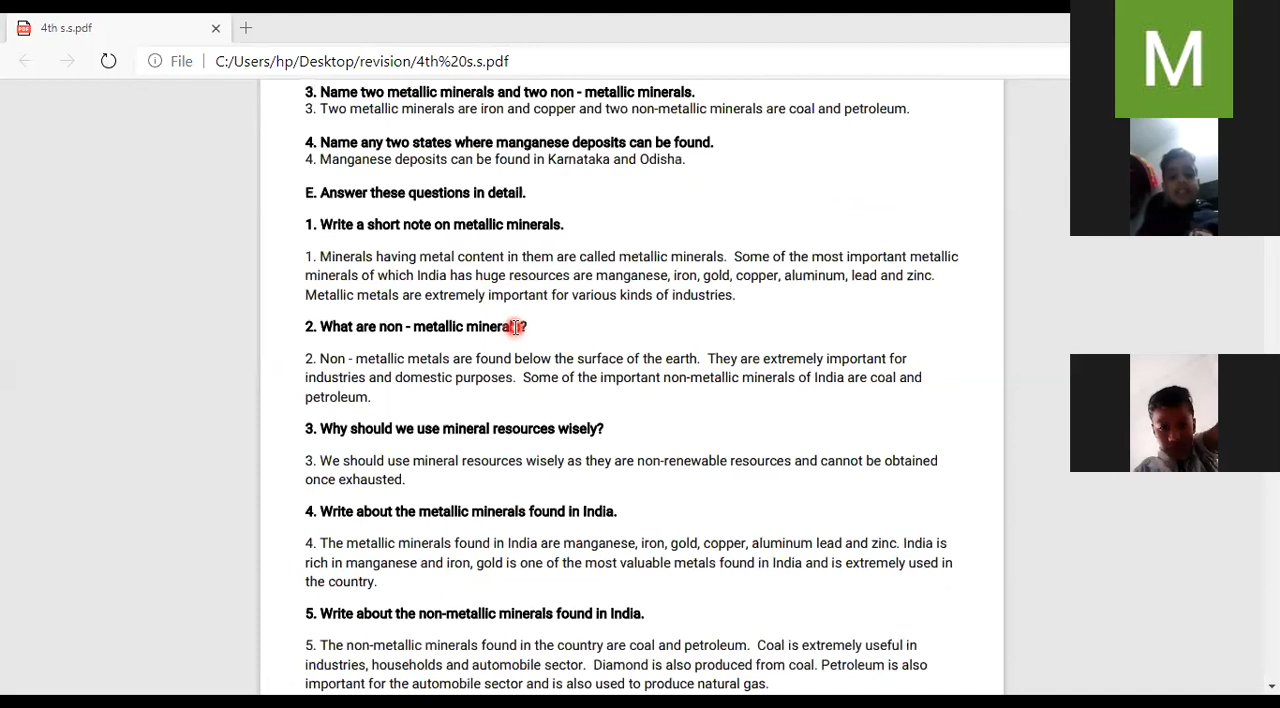 4th s.s.pdf
File
C:/Users/hp/Desktop/revision/4th%20s.s.pdf
M
3. Name two metallic minerals and two non - metallic minerals.
3. Two metallic minerals are iron and copper and two non-metallic minerals are coal and petroleum.
4. Name any two states where manganese deposits can be found.
4. Manganese deposits can be found in Karnataka and Odisha.
E. Answer these questions in detail.
1. Write a short note on metallic minerals.
1. Minerals having metal content in them are called metallic minerals. Some of the most important metallic
minerals of which India has huge resources are manganese, iron, gold, copper, aluminum, lead and zinc.
Metallic metals are extremely important for various kinds of industries.
2. What are non - metallic minerals?
2. Non - metallic metals are found below the surface of the earth. They are extremely important for
industries and domestic purposes. Some of the important non-metallic minerals of India are coal and
petroleum.
3. Why should we use mineral resources wisely?
3. We should use mineral resources wisely as they are non-renewable resources and cannot be obtained
once exhausted.
4. Write about the metallic minerals found in India.
4. The metallic minerals found in India are manganese, iron, gold, copper, aluminum lead and zinc. India is
rich in manganese and iron, gold is one of the most valuable metals found in India and is extremely used in
the country.
5. Write about the non-metallic minerals found in India.
5. The non-metallic minerals found in the country are coal and petroleum. Coal is extremely useful in
industries, households and automobile sector. Diamond is also produced from coal. Petroleum is also
important for the automobile sector and is also used to produce natural gas.